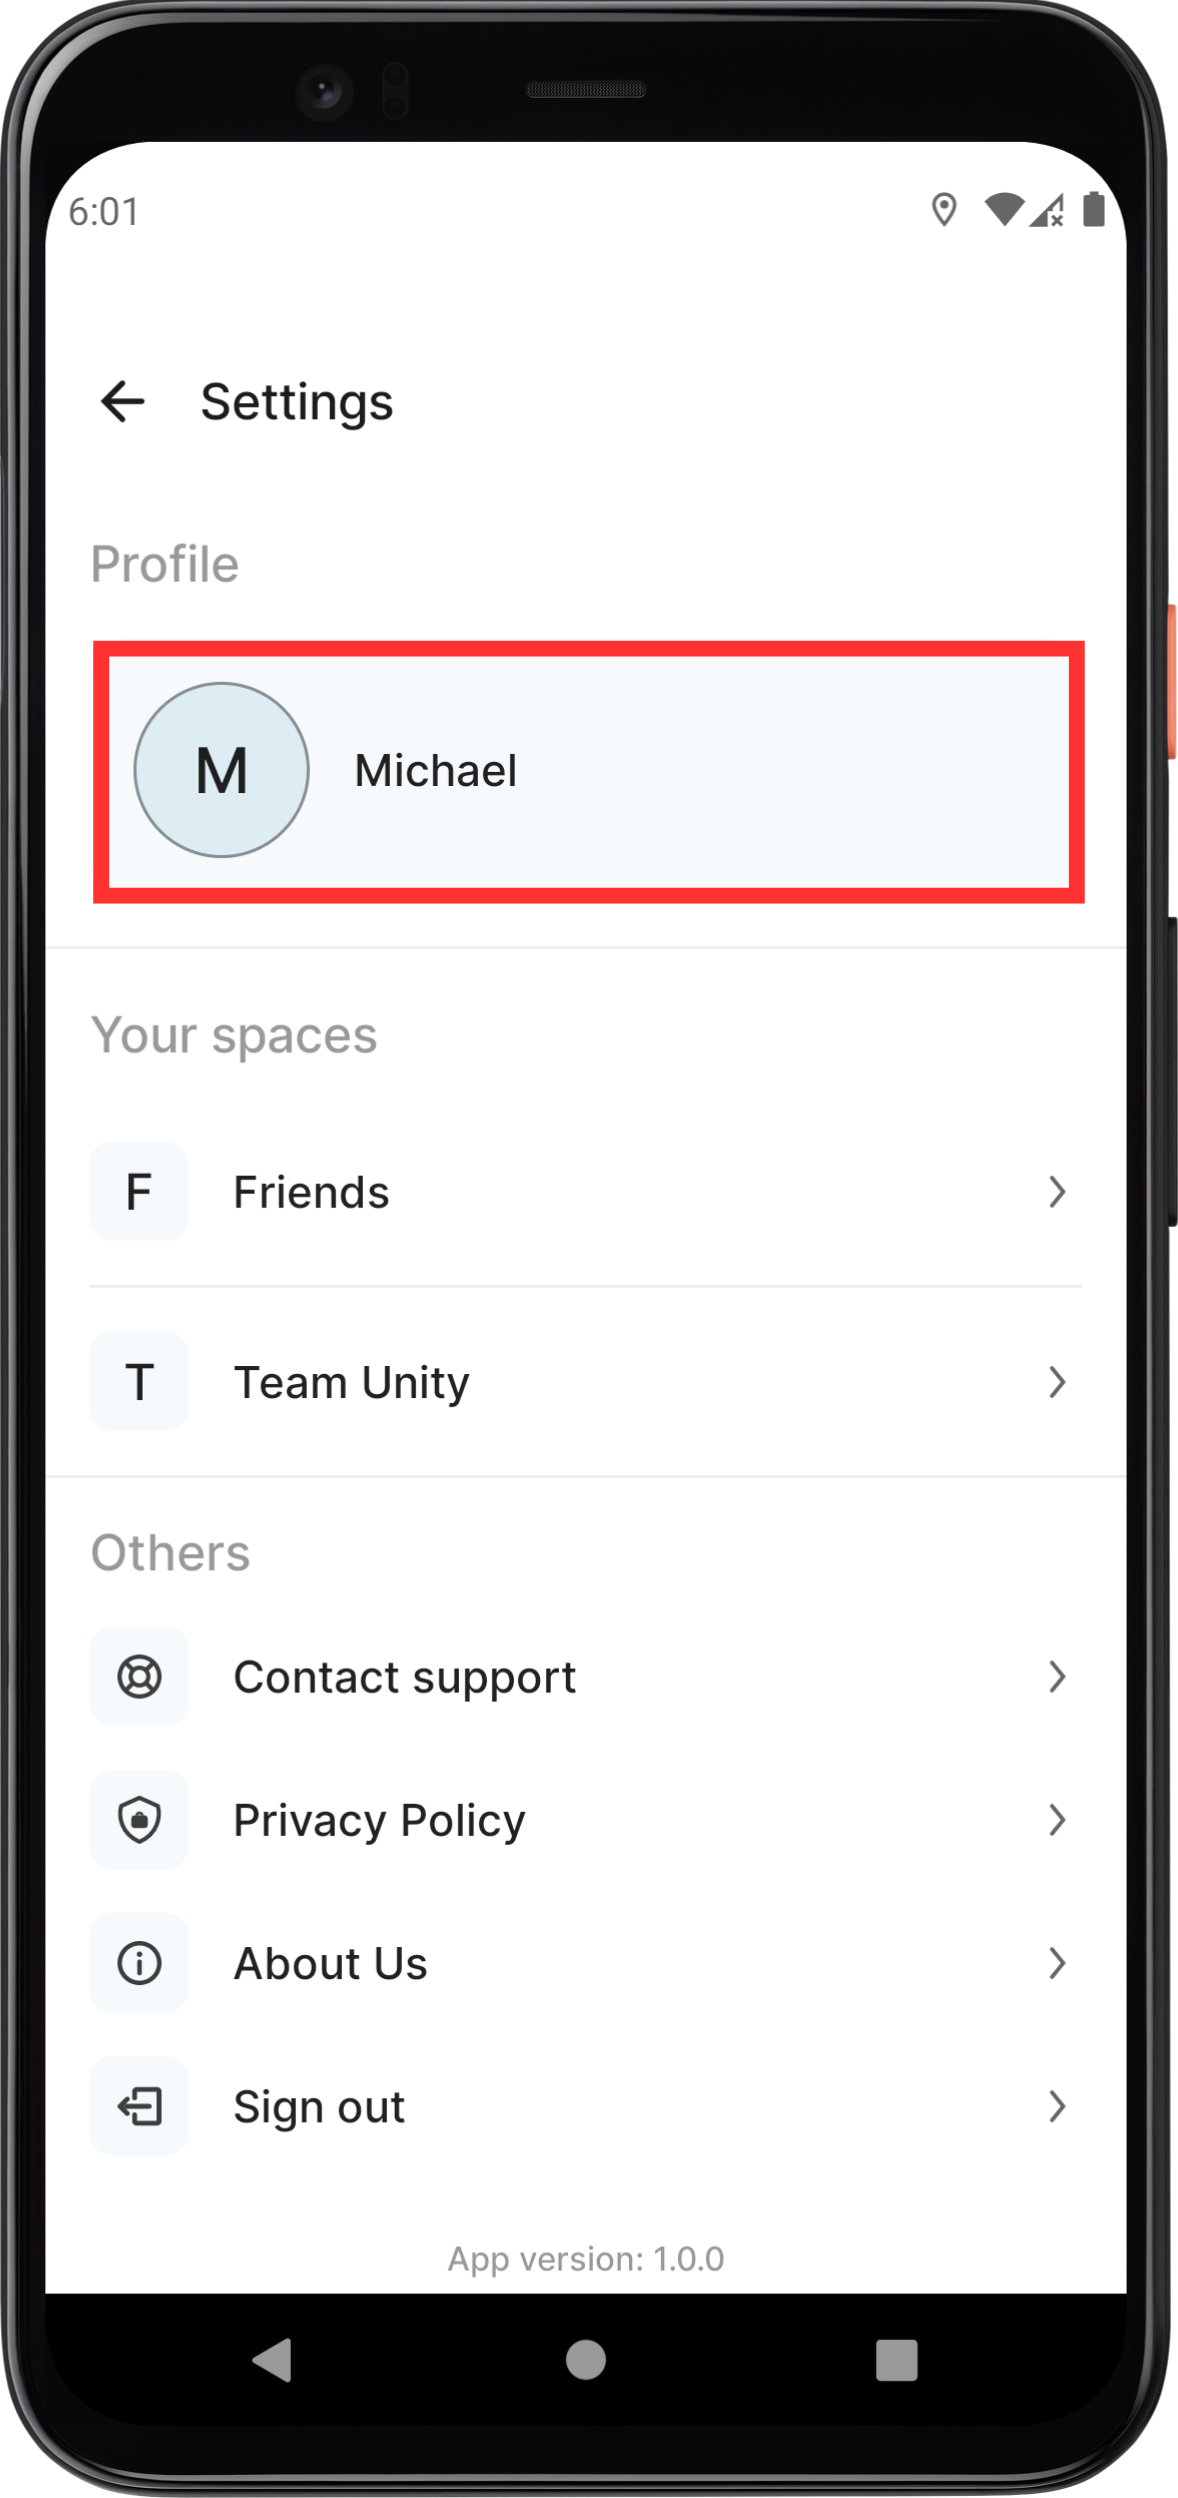 6:01
Settings
Profile
M
Michael
Your spaces
F
Friends
T
Team Unity
Others
Contact support
Privacy Policy
About Us
Sign out
App version: 1.0.0